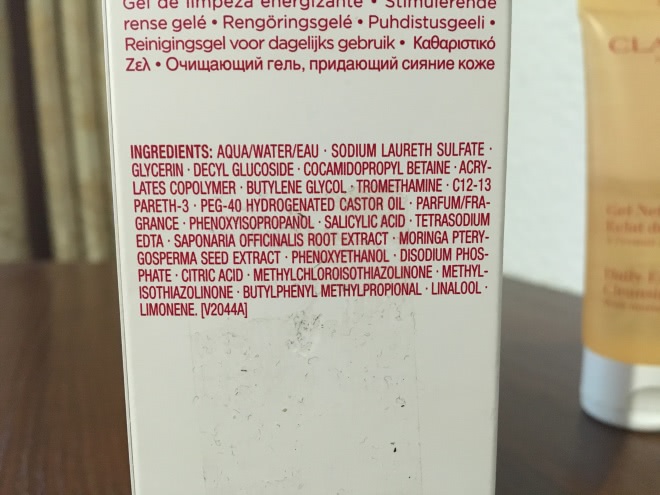 Gel de limpeza energizante • Stimulerende
rense gelé • Rengöringsgelé • Puhdistusgeeli •
Reinigingsgel voor dagelijks gebruik • Καθαριστικό
Ζελ • Очищающий гель, придающий сияние коже
INGREDIENTS: AQUA/WATER/EAU · SODIUM LAURETH SULFATE ·
GLYCERIN · DECYL GLUCOSIDE · COCAMIDOPROPYL BETAINE · ACRY-
LATES COPOLYMER · BUTYLENE GLYCOL · TROMETHAMINE · C12-13
PARETH-3 · PEG-40 HYDROGENATED CASTOR OIL · PARFUM/FRA-
GRANCE · PHENOXYISOPROPANOL · SALICYLIC ACID · TETRASODIUM
EDTA · SAPONARIA OFFICINALIS ROOT EXTRACT · MORINGA PTERY-
GOSPERMA SEED EXTRACT · PHENOXYETHANOL · DISODIUM PHOS-
PHATE · CITRIC ACID · METHYLCHLOROISOTHIAZOLINONE · METHYL-
ISOTHIAZOLINONE · BUTYLPHENYL METHYLPROPIONAL · LINALOOL ·
LIMONENE. [V2044A]
CLA
Gel Net
Eclat d
Daily E
Cleansi